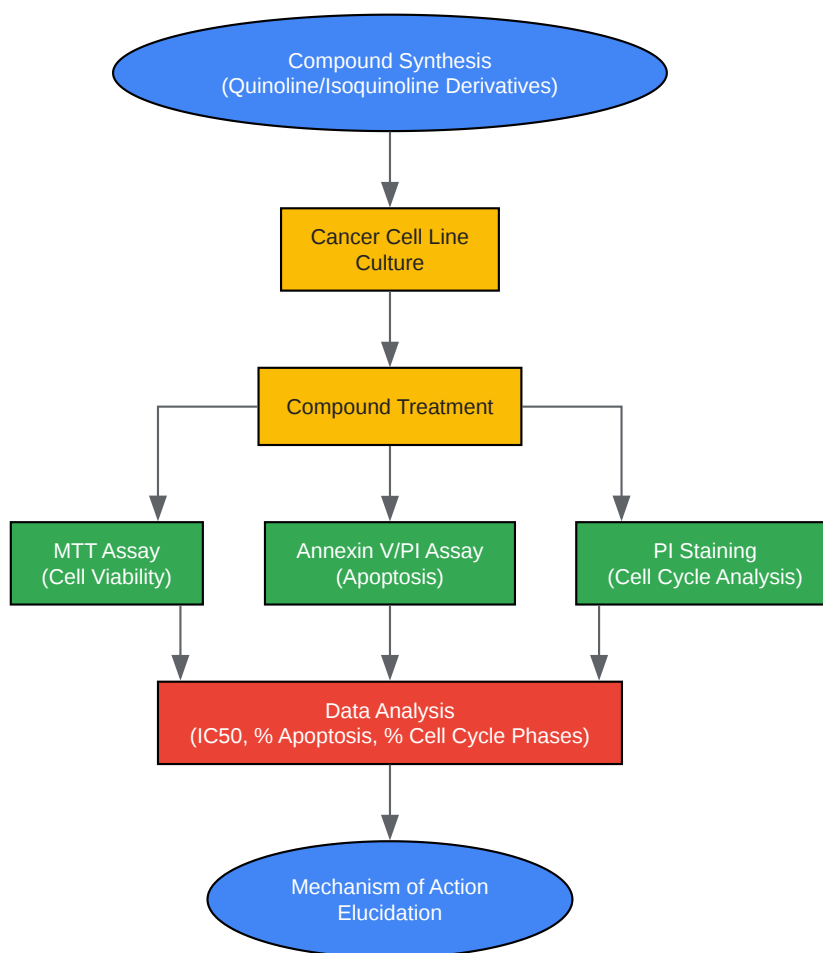 Compound Synthesis
(Quinoline/Isoquinoline Derivatives)
Cancer Cell Line
Culture
Compound Treatment
MTT Assay
(Cell Viability)
Annexin V/PI Assay
(Apoptosis)
PI Staining
(Cell Cycle Analysis)
Data Analysis
(IC50, % Apoptosis, % Cell Cycle Phases)
Mechanism of Action
Elucidation